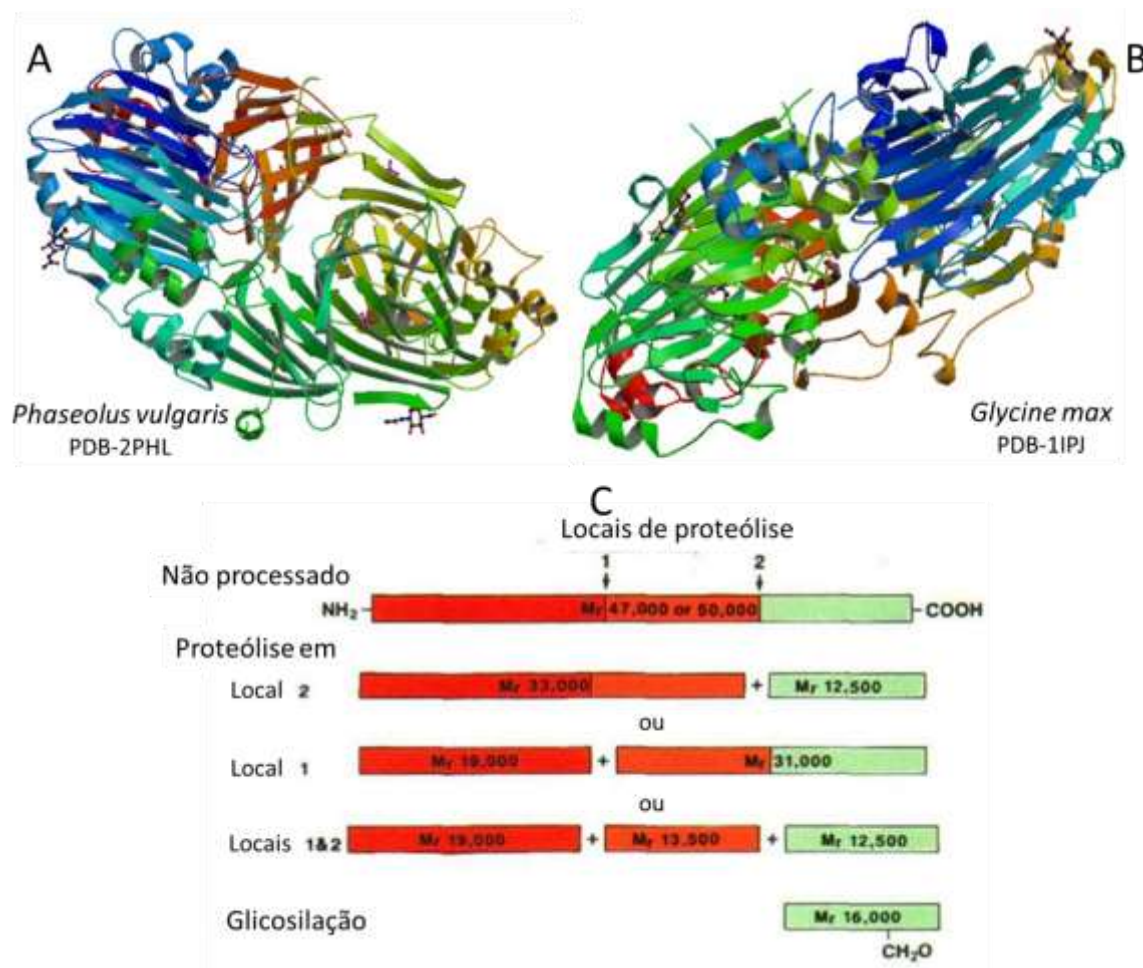 A
B
Phaseolus vulgaris
PDB-2PHL
Glycine max
PDB-1IPJ
C
Locais de proteólise
1 2
Não processado
NH₂ Mr 47,000 or 50,000 COOH
Proteólise em
Local 2 Mr 33,000 + Mr 12,500
ou
Local 1 Mr 19,000 + Mr 31,000
ou
Locais 1&2 Mr 19,000 + Mr 13,500 + Mr 12,500
Glicosilação Mr 16,000
CH₂O